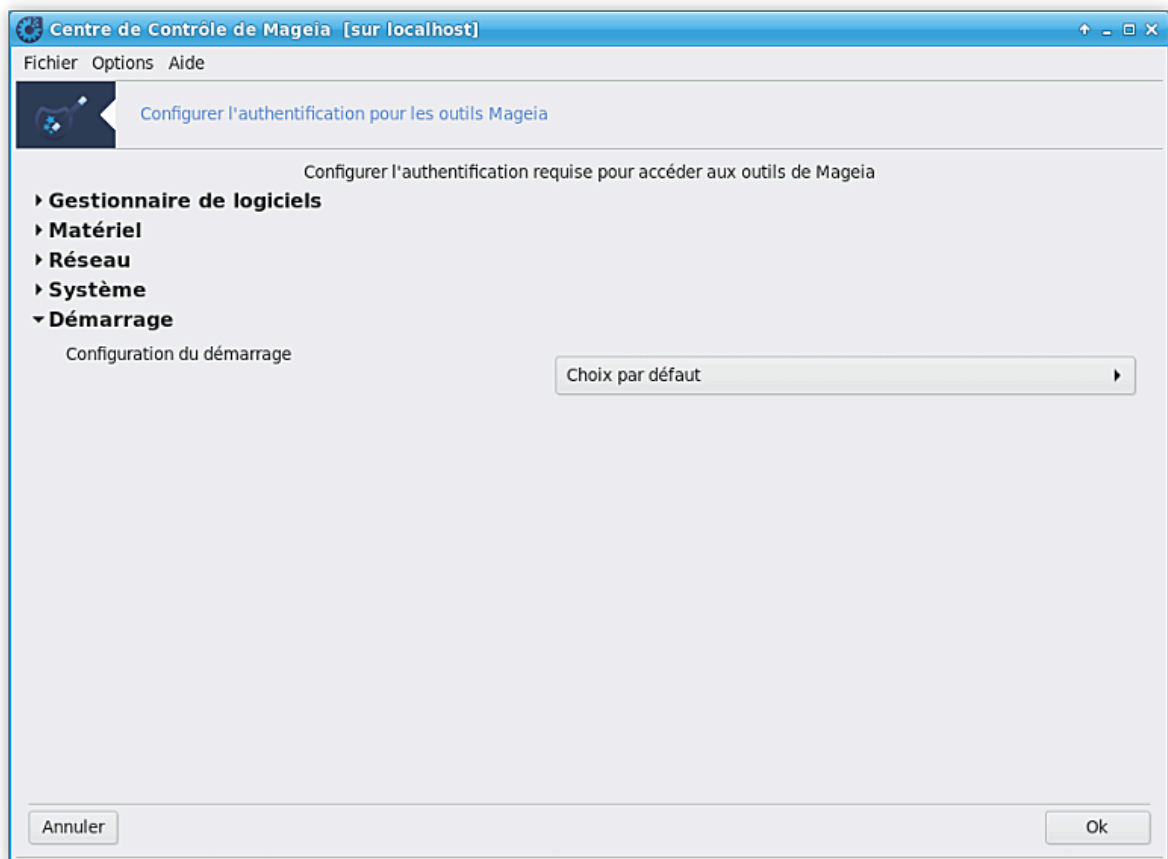 Centre de Contrôle de Mageia [sur localhost]
Fichier Options Aide
Configurer l'authentification pour les outils Mageia
Configurer l'authentification requise pour accéder aux outils de Mageia
Gestionnaire de logiciels
Matériel
Réseau
Système
Démarrage
Configuration du démarrage
Choix par défaut
Annuler Ok